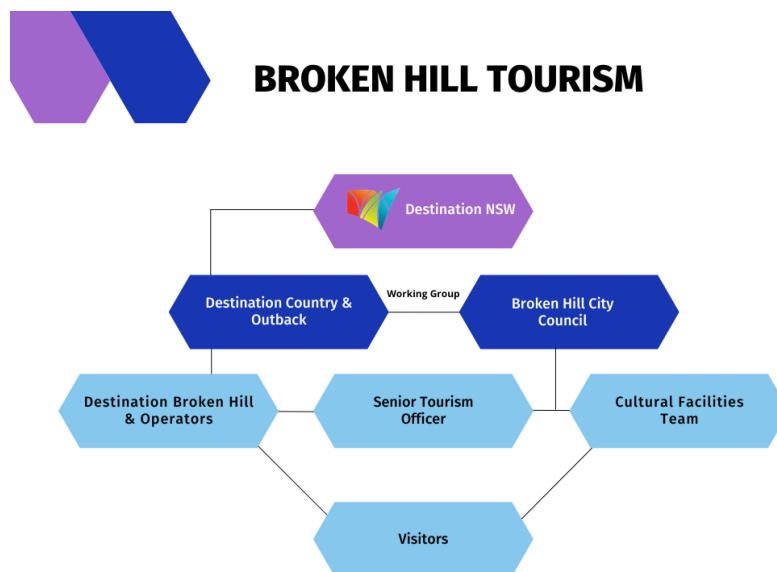 BROKEN HILL TOURISM
Destination NSW
Destination Country &
Outback
Working Group
Broken Hill City
Council
Destination Broken Hill
& Operators
Senior Tourism
Officer
Cultural Facilities
Team
Visitors